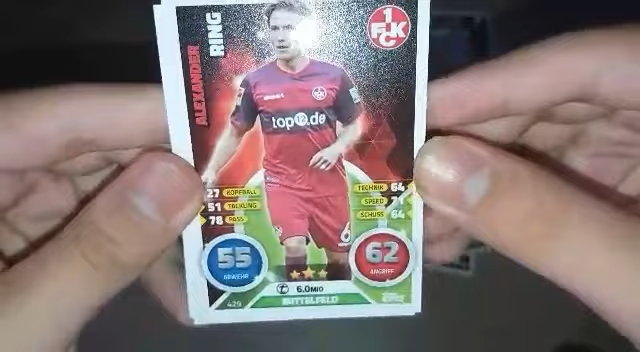 ALEXANDER
RING
1
FCK
top12.de
27 KOPFBALL
51 TACKLING
78 PASS
TECHNIK 64
SPEED
SCHUSS 64
55
ABWEHR
62
ANGRIFF
6
6.0MIO
429
MITTELFELD